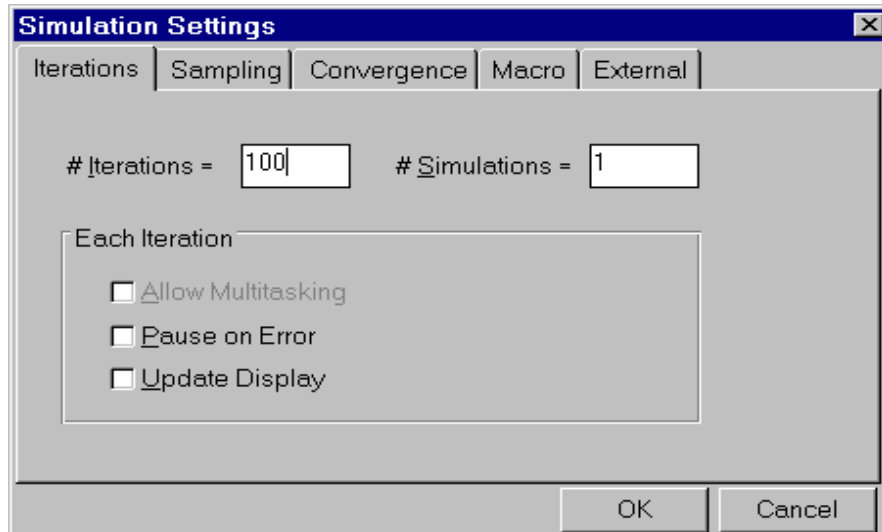 Simulation Settings
Iterations Sampling Convergence Macro External
# Iterations = 100 # Simulations = 1
Each Iteration
Allow Multitasking
Pause on Error
Update Display
OK Cancel